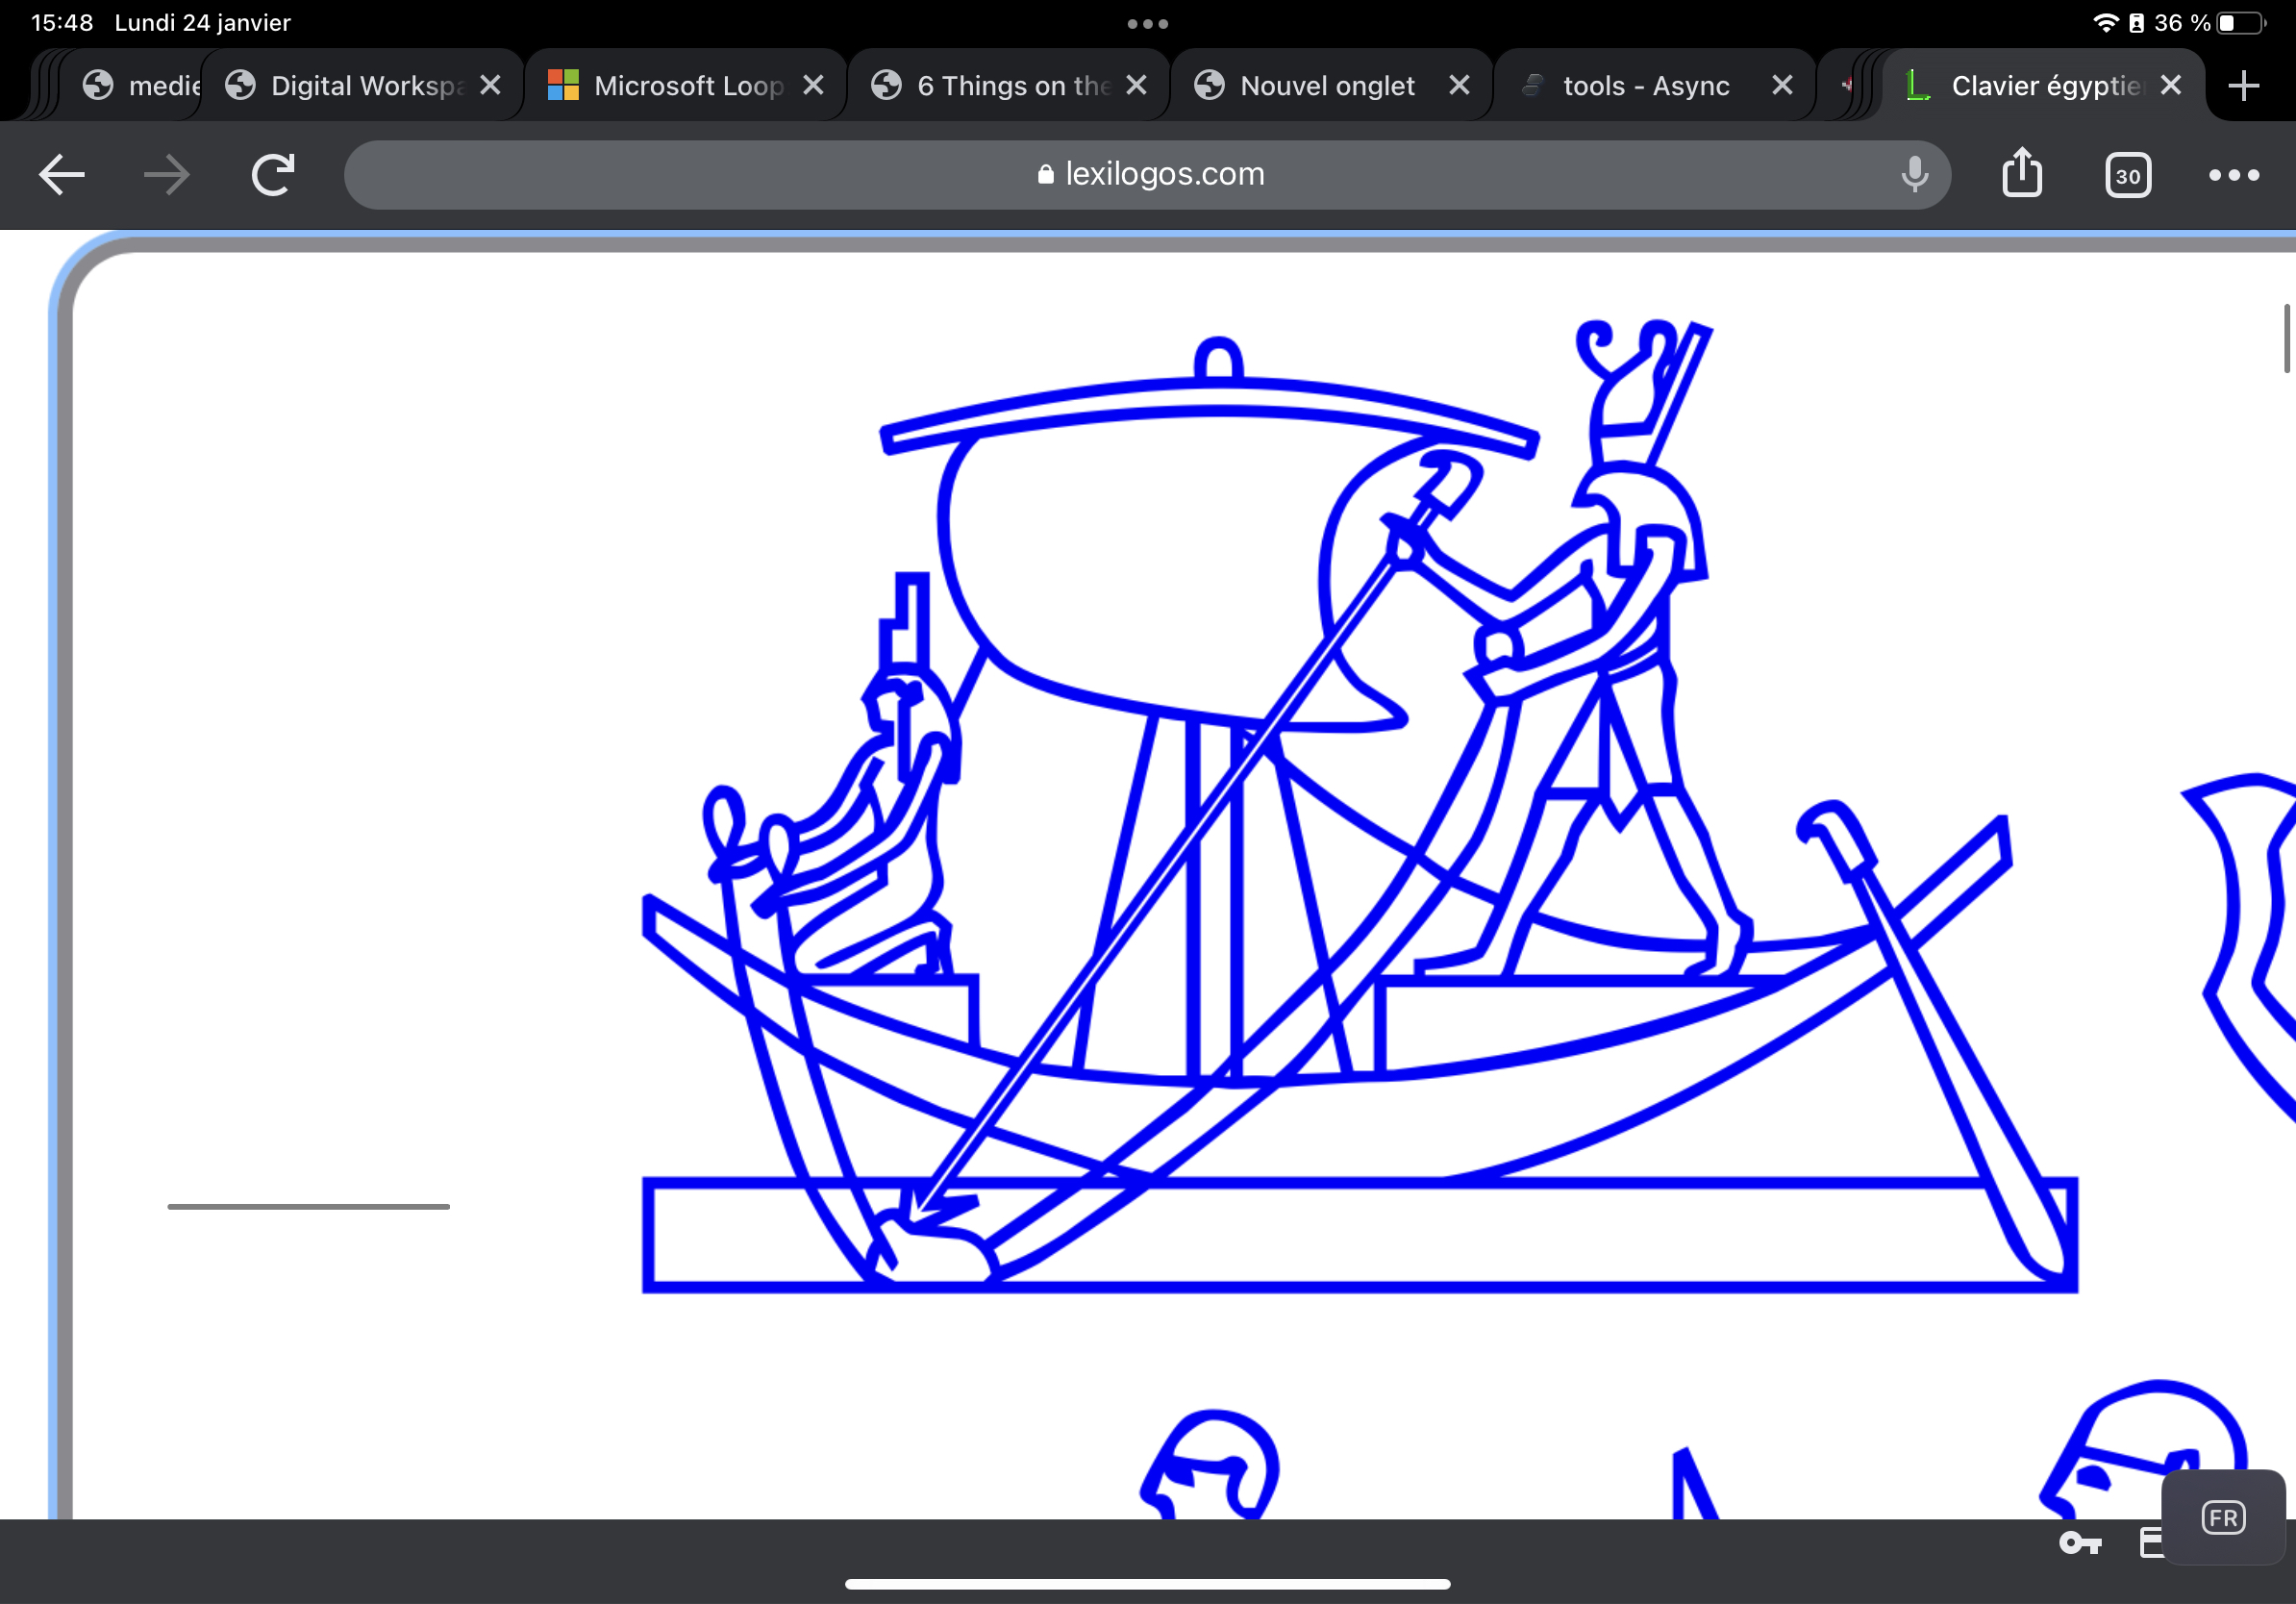 15:48 Lundi 24 janvier
36 %
medie
Digital Workspa
Microsoft Loop
6 Things on the
Nouvel onglet
tools - Async
Clavier égyptie
lexilogos.com
30
FR